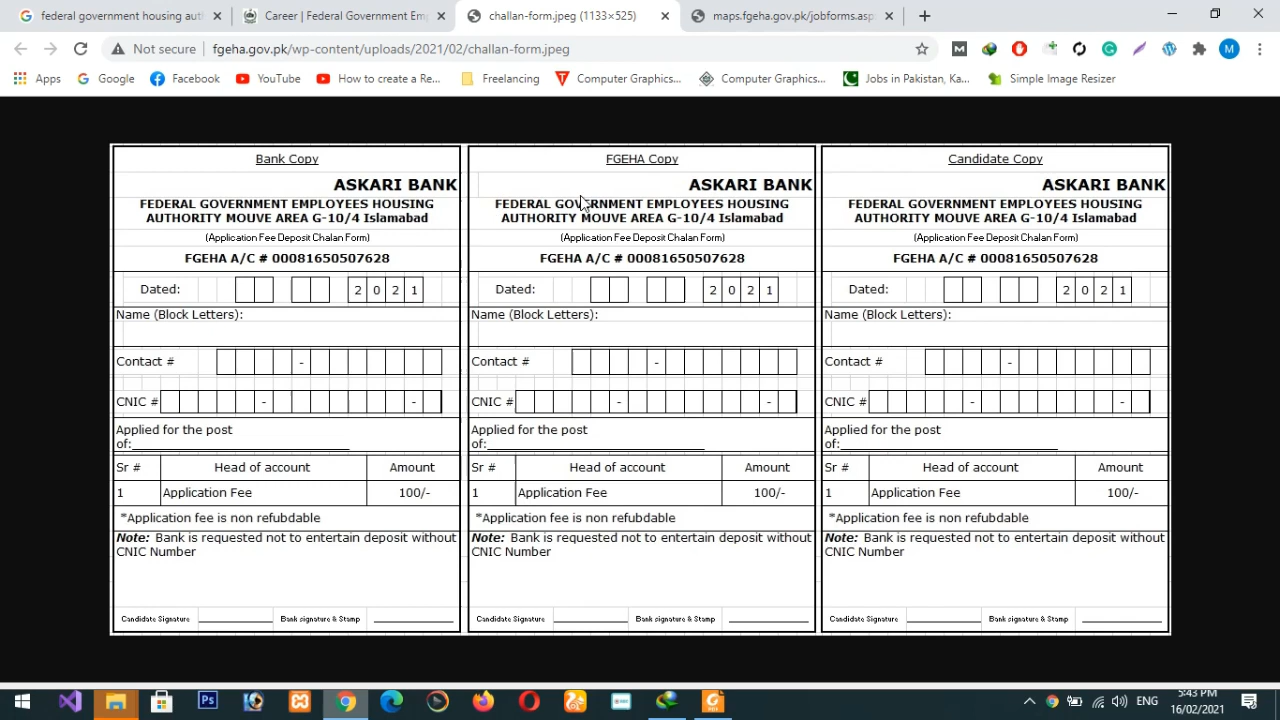 federal government housing aut
Career | Federal Government Em
challan-form.jpeg (1133×525)
maps.fgeha.gov.pk/jobforms.asp
Not secure
fgeha.gov.pk/wp-content/uploads/2021/02/challan-form.jpeg
Apps
Google
Facebook
YouTube
How to create a Re...
Freelancing
Computer Graphics...
Computer Graphics...
Jobs in Pakistan, Ka...
Simple Image Resizer
Bank Copy
ASKARI BANK
FEDERAL GOVERNMENT EMPLOYEES HOUSING
AUTHORITY MOUVE AREA G-10/4 Islamabad
(Application Fee Deposit Chalan Form)
FGEHA A/C # 00081650507628
Dated: 2 0 2 1
Name (Block Letters):
Contact # -
CNIC # - -
Applied for the post
of:
Sr # Head of account Amount
1 Application Fee 100/-
*Application fee is non refubdable
Note: Bank is requested not to entertain deposit without
CNIC Number
Candidate Signature Bank signature & Stamp
FGEHA Copy
ASKARI BANK
FEDERAL GOVERNMENT EMPLOYEES HOUSING
AUTHORITY MOUVE AREA G-10/4 Islamabad
(Application Fee Deposit Chalan Form)
FGEHA A/C # 00081650507628
Dated: 2 0 2 1
Name (Block Letters):
Contact # -
CNIC # - -
Applied for the post
of:
Sr # Head of account Amount
1 Application Fee 100/-
*Application fee is non refubdable
Note: Bank is requested not to entertain deposit without
CNIC Number
Candidate Signature Bank signature & Stamp
Candidate Copy
ASKARI BANK
FEDERAL GOVERNMENT EMPLOYEES HOUSING
AUTHORITY MOUVE AREA G-10/4 Islamabad
(Application Fee Deposit Chalan Form)
FGEHA A/C # 00081650507628
Dated: 2 0 2 1
Name (Block Letters):
Contact # -
CNIC # - -
Applied for the post
of:
Sr # Head of account Amount
1 Application Fee 100/-
*Application fee is non refubdable
Note: Bank is requested not to entertain deposit without
CNIC Number
Candidate Signature Bank signature & Stamp
ENG
5:43 PM
16/02/2021